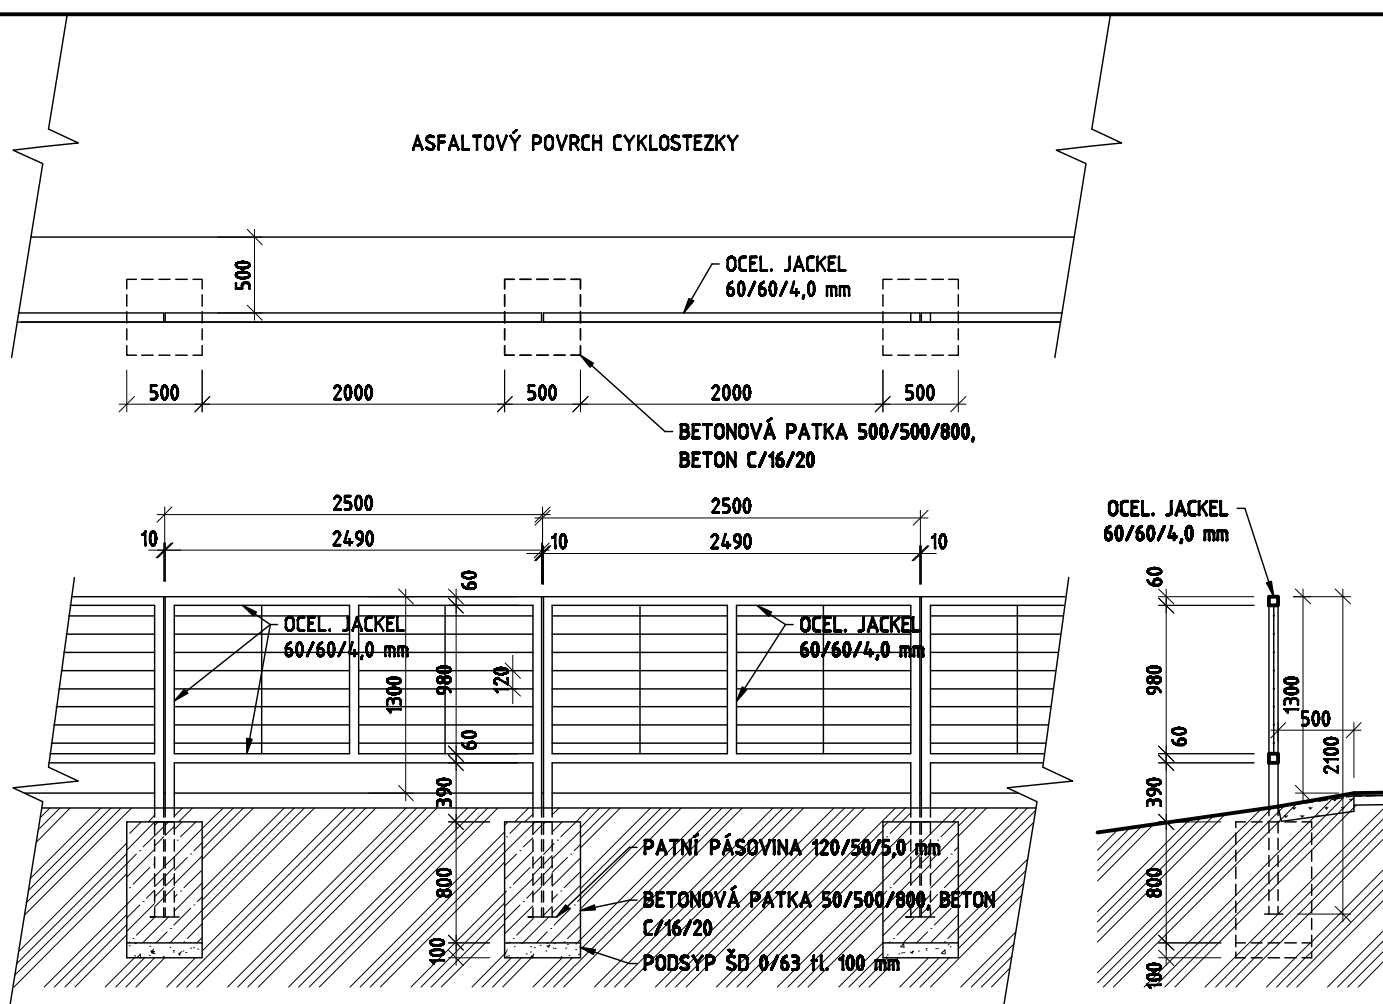 ASFALTOVÝ POVRCH CYKLOSTEZKY
500
OCEL. JACKEL
60/60/4,0 mm
500
2000
500
2000
500
BETONOVÁ PATKA 500/500/800,
BETON C/16/20
2500
2500
10
2490
10
2490
10
60
OCEL. JACKEL
60/60/4,0 mm
1300
980
120
60
390
OCEL. JACKEL
60/60/4,0 mm
800
100
PATNÍ PÁSOVINA 120/50/5,0 mm
BETONOVÁ PATKA 50/500/800, BETON
C/16/20
PODSYP ŠD 0/63 tl. 100 mm
OCEL. JACKEL
60/60/4,0 mm
60
980
60
390
800
100
1300
500
2100